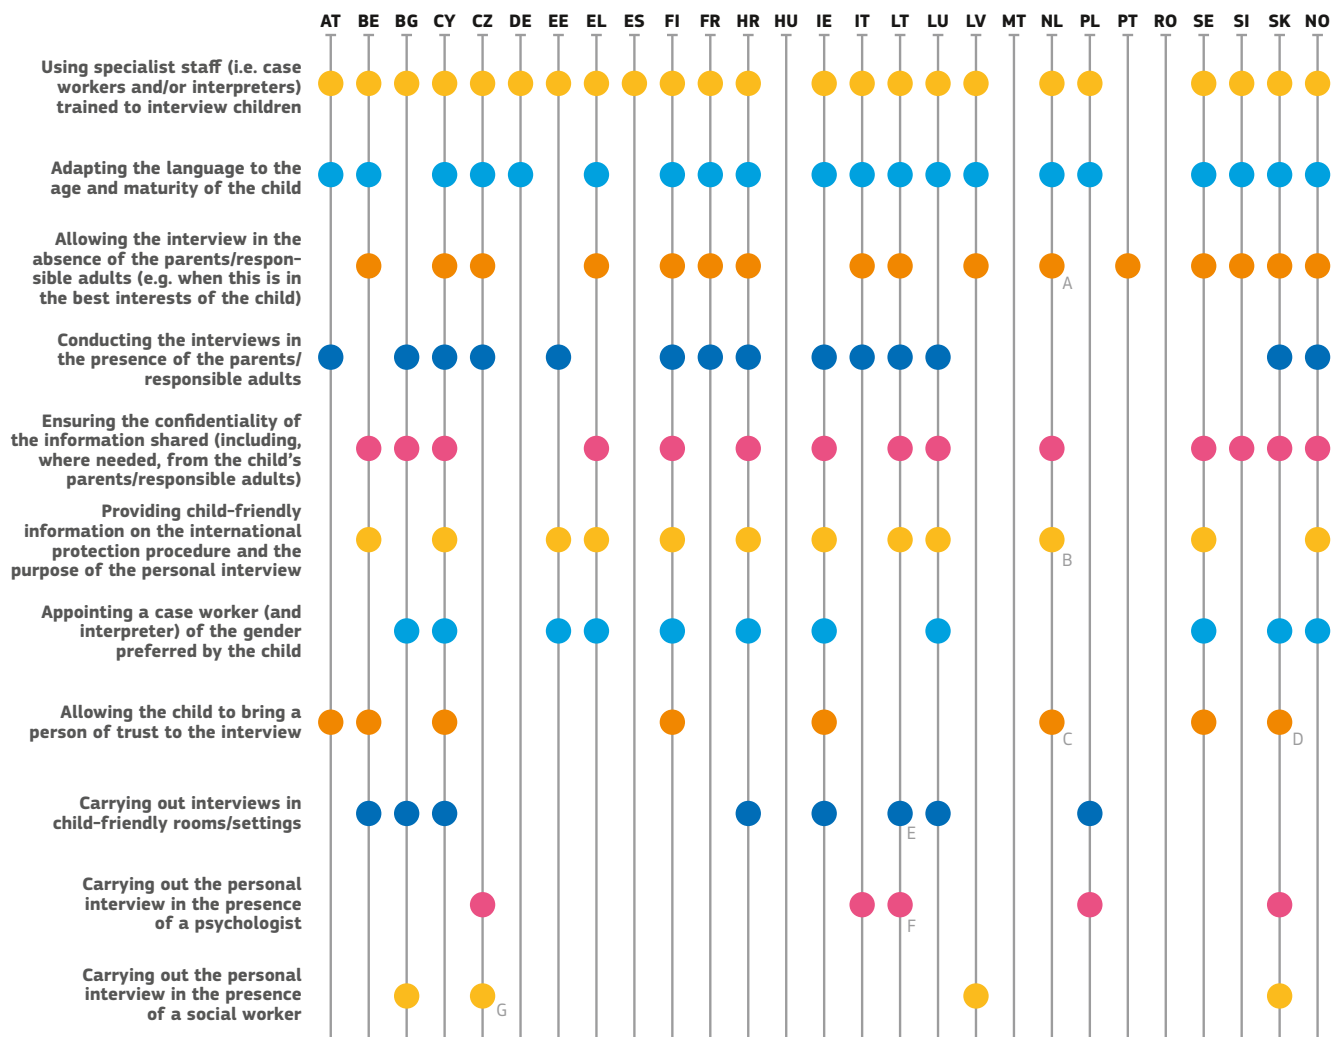 AT BE BG CY CZ DE EE EL ES FI FR HR HU IE IT LT LU LV MT NL PL PT RO SE SI SK NO
Using specialist staff (i.e. case
workers and/or interpreters)
trained to interview children
Adapting the language to the
age and maturity of the child
Allowing the interview in the
absence of the parents/respon-
sible adults (e.g. when this is in
the best interests of the child)
A
Conducting the interviews in
the presence of the parents/
responsible adults
Ensuring the confidentiality of
the information shared (including,
where needed, from the child's
parents/responsible adults)
Providing child-friendly
information on the international
protection procedure and the
purpose of the personal interview
B
Appointing a case worker (and
interpreter) of the gender
preferred by the child
Allowing the child to bring a
person of trust to the interview
C D
Carrying out interviews in
child-friendly rooms/settings
E
Carrying out the personal
interview in the presence
of a psychologist
F
Carrying out the personal
interview in the presence
of a social worker
G